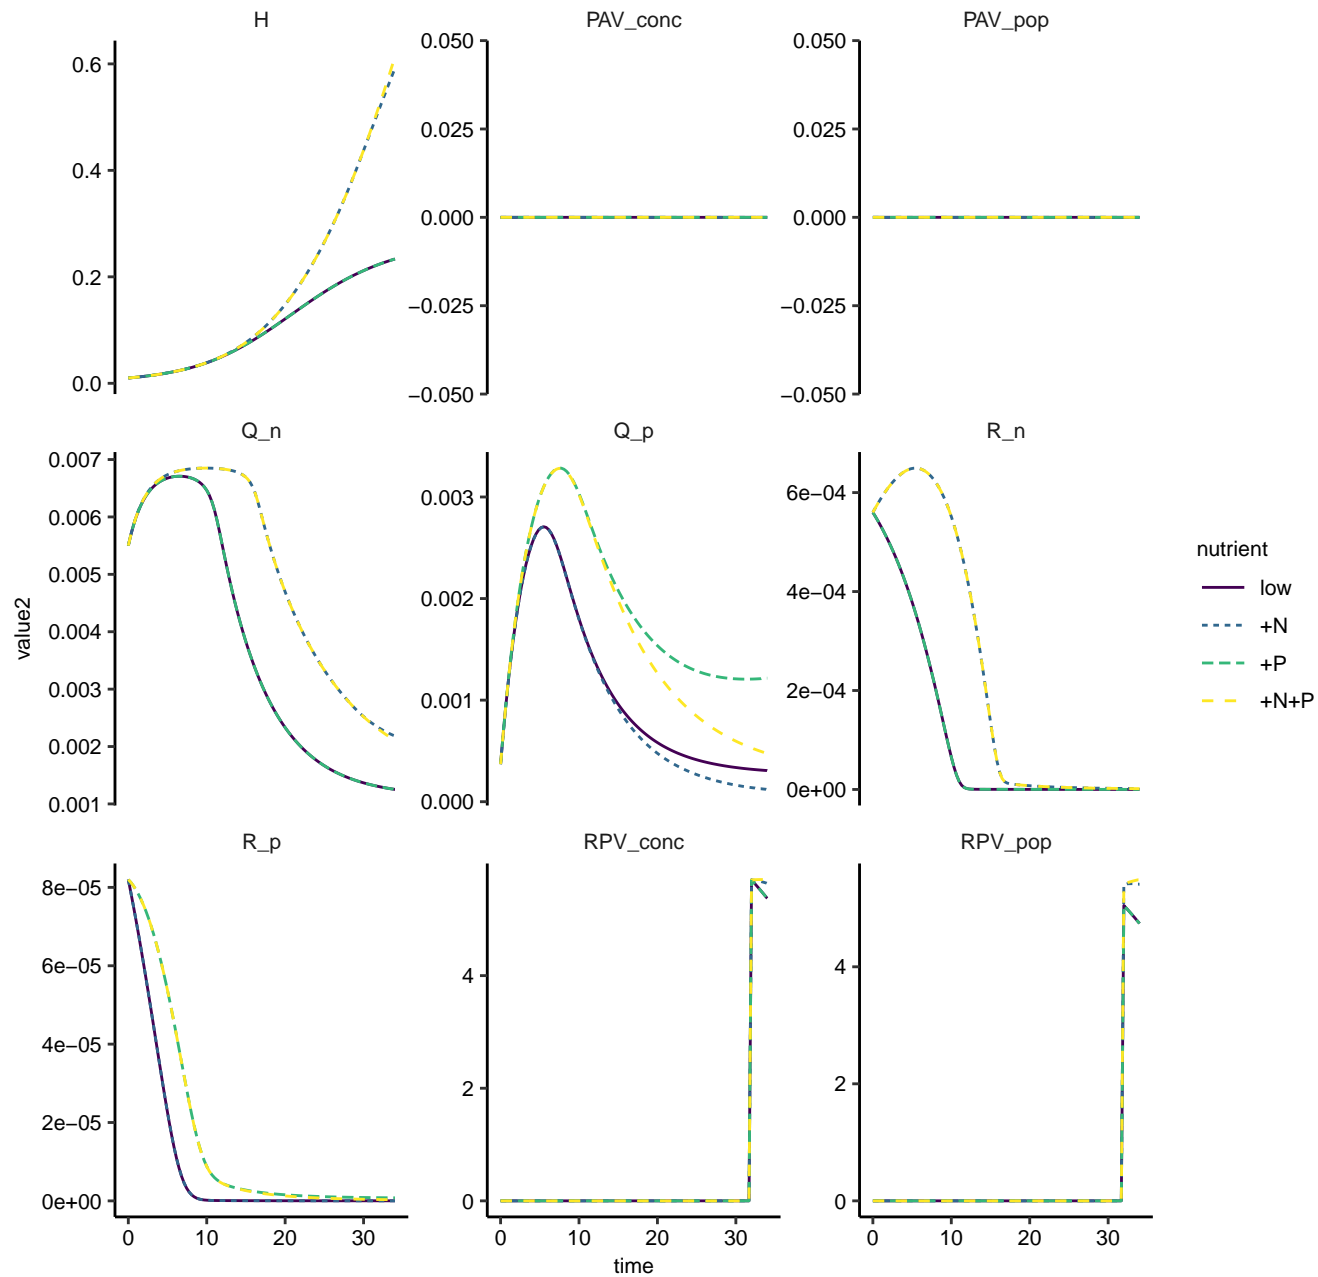 H
PAV_conc
PAV_pop
0.6
0.4
0.2
0.0
0.050
0.025
0.000
−0.025
−0.050
0.050
0.025
0.000
−0.025
−0.050
Q_n
Q_p
R_n
0.007
0.006
0.005
0.004
0.003
0.002
0.001
0.003
0.002
0.001
0.000
6e−04
4e−04
2e−04
0e+00
value2
nutrient
low
+N
+P
+N+P
R_p
RPV_conc
RPV_pop
8e−05
6e−05
4e−05
2e−05
0e+00
4
2
0
4
2
0
0 10 20 30
0 10 20 30
0 10 20 30
time